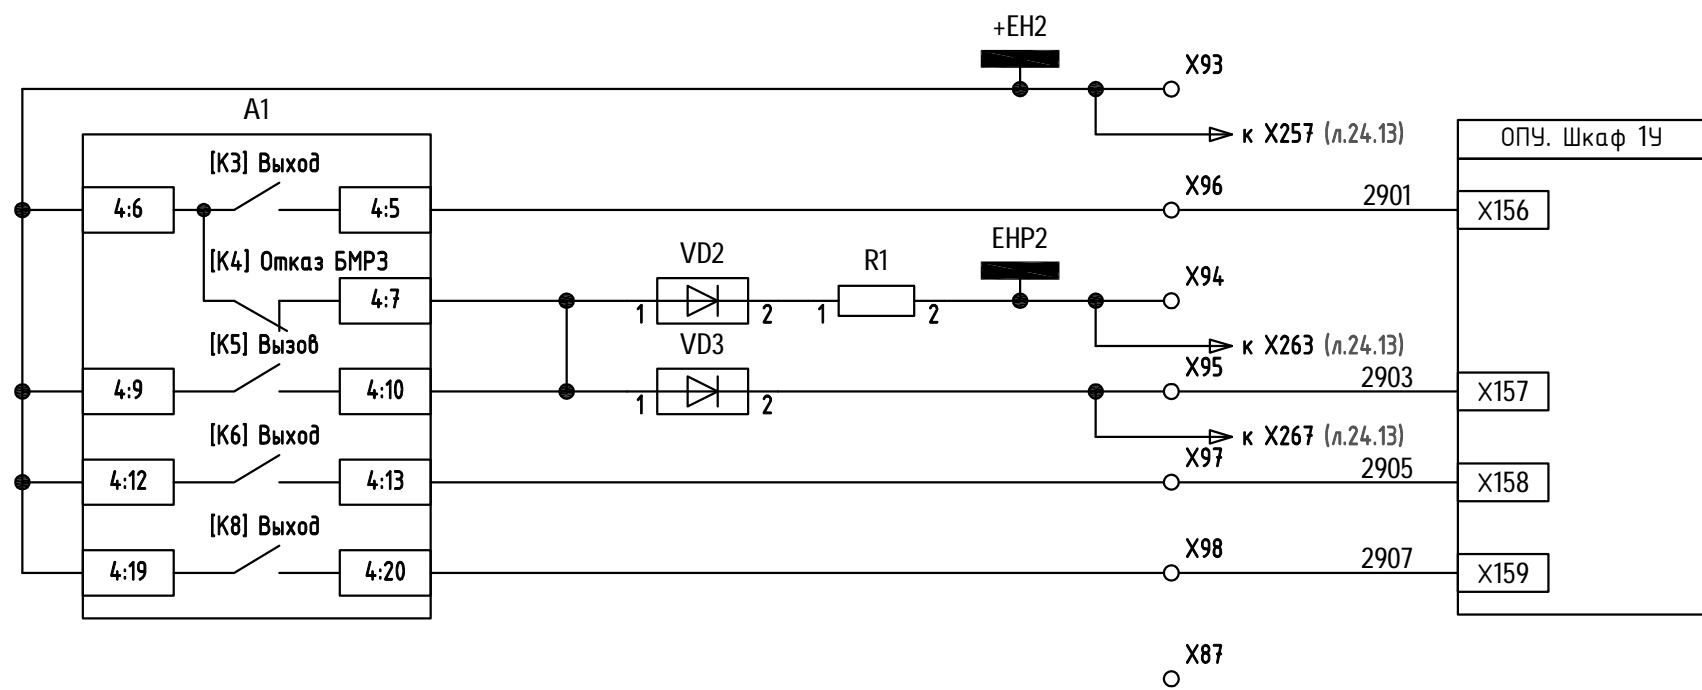 +EH2
X93
A1
к X257 (л.24.13)
ОПУ. Шкаф 1У
[K3] Выход
4:6
4:5
X96
2901
X156
[K4] Отказ БМРЗ
4:7
VD2
1
2
R1
1
2
EHP2
X94
[K5] Вызов
VD3
к X263 (л.24.13)
4:9
4:10
1
2
X95
2903
X157
[K6] Выход
к X267 (л.24.13)
4:12
4:13
X97
2905
X158
[K8] Выход
4:19
4:20
X98
2907
X159
X87